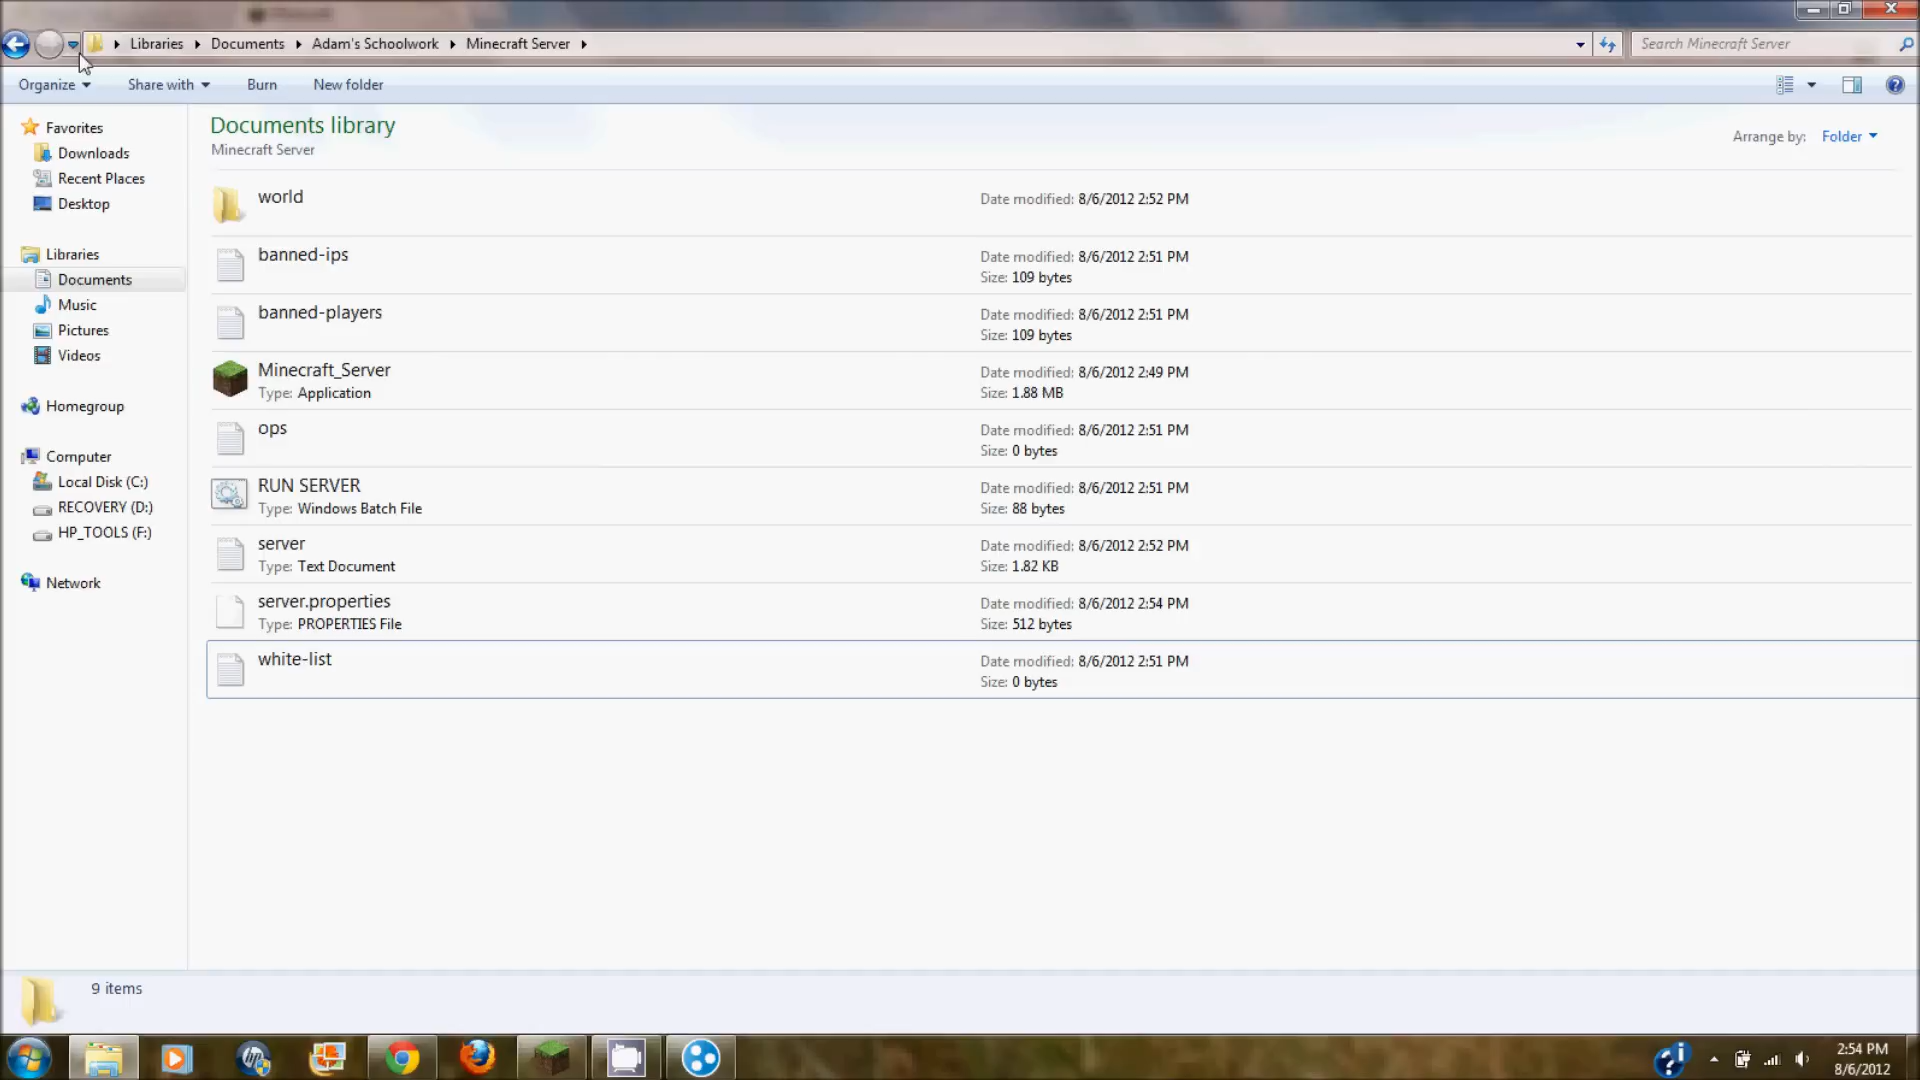 Libraries Documents Adam's Schoolwork Minecraft Server
Search Minecraft Server
Organize Share with Burn New folder
Favorites
Downloads
Recent Places
Desktop
Libraries
Documents
Music
Pictures
Videos
Homegroup
Computer
Local Disk (C:)
RECOVERY (D:)
HP_TOOLS (F:)
Network
Documents library
Minecraft Server
Arrange by: Folder
world
Date modified: 8/6/2012 2:52 PM
banned-ips
Date modified: 8/6/2012 2:51 PM
Size: 109 bytes
banned-players
Date modified: 8/6/2012 2:51 PM
Size: 109 bytes
Minecraft_Server
Type: Application
Date modified: 8/6/2012 2:49 PM
Size: 1.88 MB
ops
Date modified: 8/6/2012 2:51 PM
Size: 0 bytes
RUN SERVER
Type: Windows Batch File
Date modified: 8/6/2012 2:51 PM
Size: 88 bytes
server
Type: Text Document
Date modified: 8/6/2012 2:52 PM
Size: 1.82 KB
server.properties
Type: PROPERTIES File
Date modified: 8/6/2012 2:54 PM
Size: 512 bytes
white-list
Date modified: 8/6/2012 2:51 PM
Size: 0 bytes
9 items
hp
2:54 PM
8/6/2012